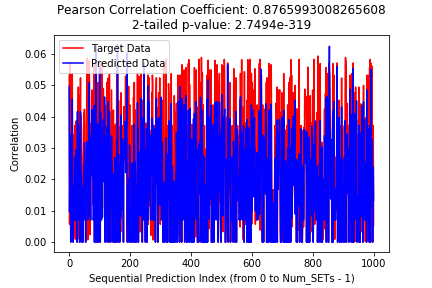 Pearson Correlation Coefficient: 0.8765993008265608
2-tailed p-value: 2.7494e-319
Target Data
Predicted Data
0.06
0.05
0.04
0.03
0.02
0.01
0.00
Correlation
0 200 400 600 800 1000
Sequential Prediction Index (from 0 to Num_SETs - 1)